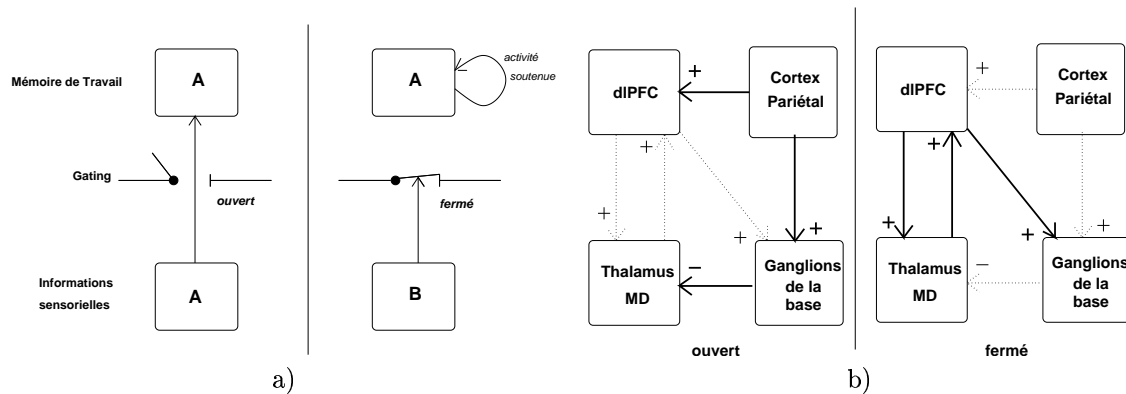 Mémoire de Travail
A
A
activité
soutenue
–
Gating
ouvert
fermé
Informations
sensorielles
A
B
a)
dlPFC
+
Cortex
Pariétal
+
+
+
+
Thalamus
MD
–
Ganglions
de la
base
ouvert
dlPFC
+
Cortex
Pariétal
+
+
+
+
Thalamus
MD
–
Ganglions
de la
base
fermé
b)